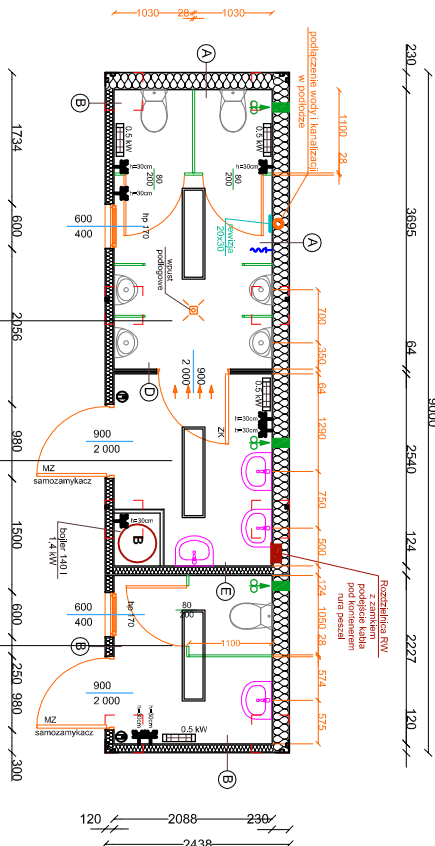 1030
28
1030
230
podłączenie wody i kanalizacji
w podłodze
A
B
0.5 kW
h=30cm
h=30cm
h=30cm
80
200
80
200
1100
28
1734
600
600
400
hp 170
rewizja
20x30
A
3695
wpust
podłogowe
2056
700
350
64
64
D
900
2 000
ZK
0.5 kW
h=30cm
h=30cm
1290
9000
2540
980
900
2 000
MZ
samozamykacz
750
500
h=30cm
B
bojler 140 l
1,4 kW
1500
E
124
124
Rozdzielnica RW
z zamkiem
podejście kabla
pod kontenerem
rura peszel
600
600
400
hp 170
80
200
1100
1060
28
2227
B
250
574
980
900
2 000
MZ
samozamykacz
575
h=30cm
h=30cm
0.5 kW
B
120
300
120
2088
230
2438